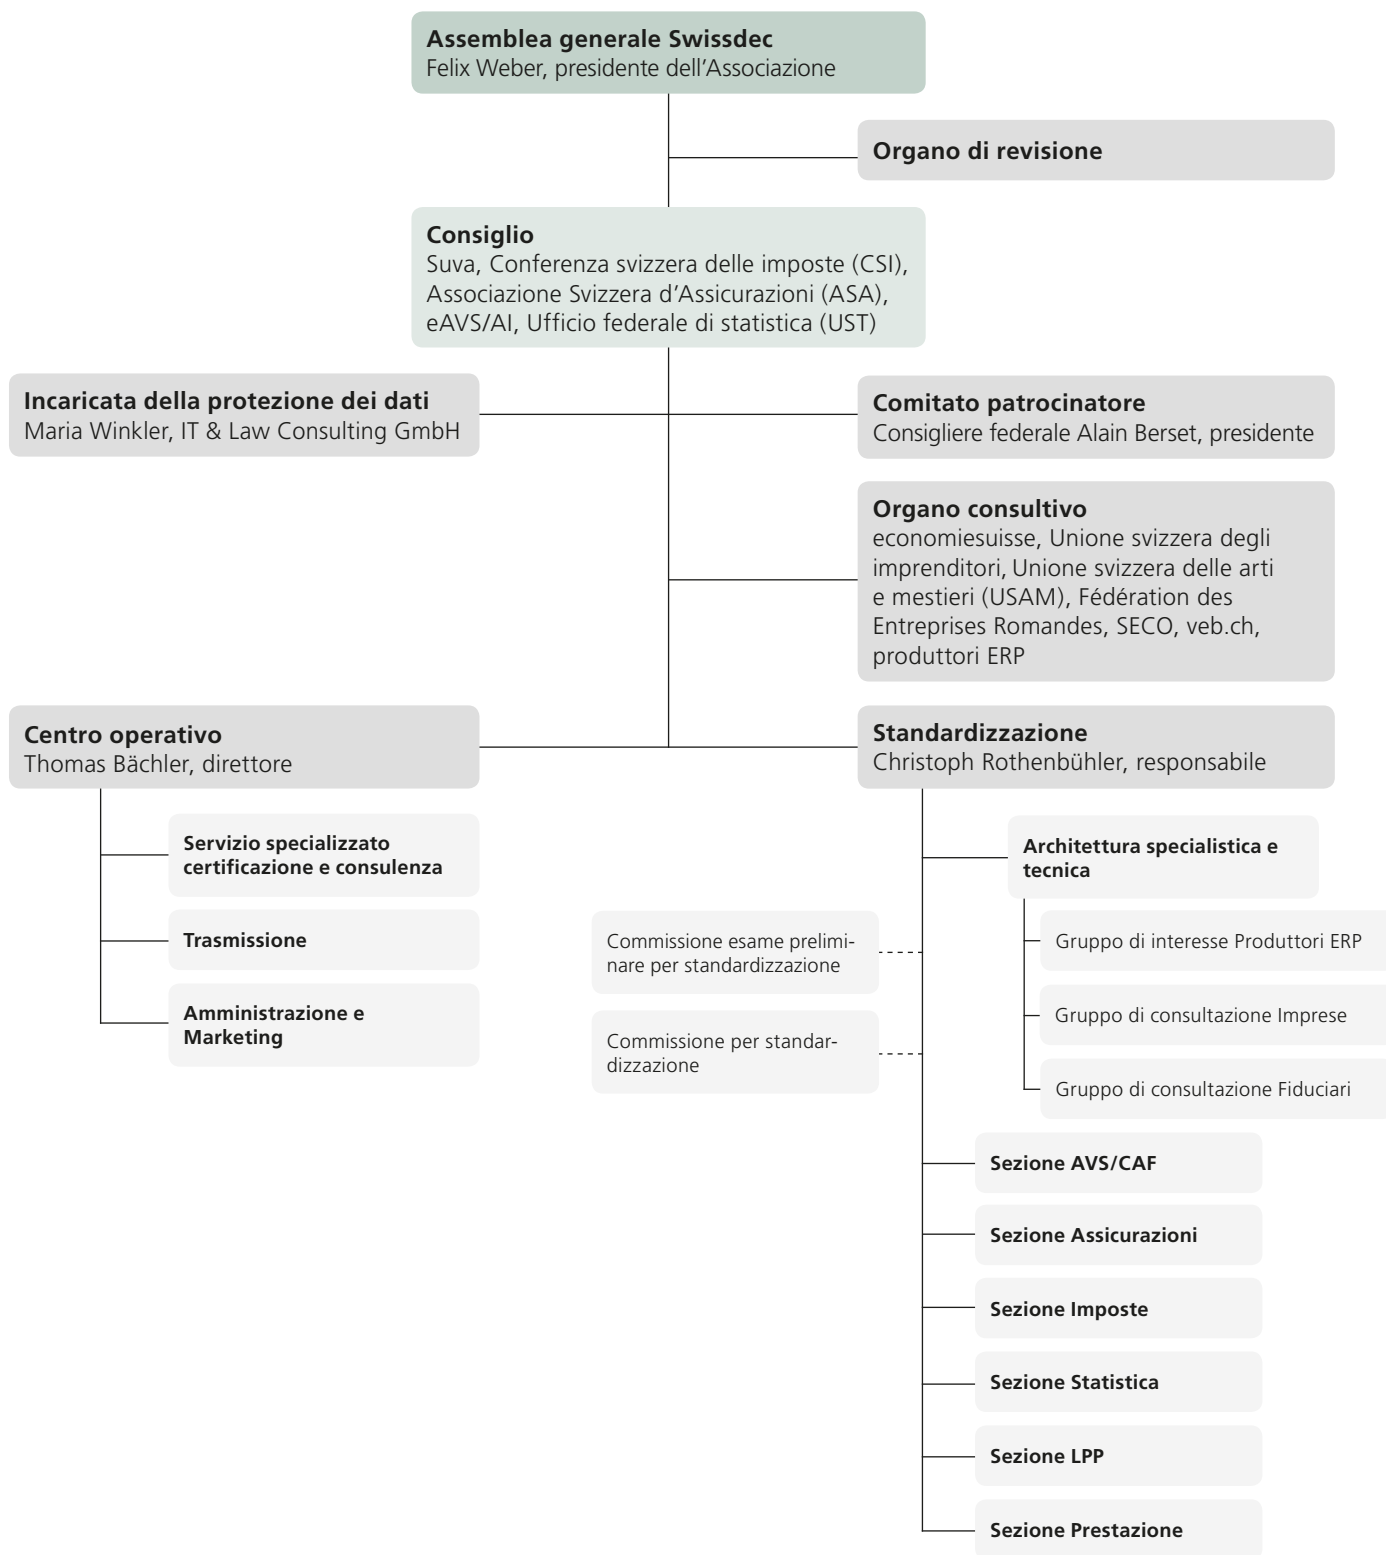 Assemblea generale Swissdec
Felix Weber, presidente dell'Associazione
Organo di revisione
Consiglio
Suva, Conferenza svizzera delle imposte (CSI),
Associazione Svizzera d'Assicurazioni (ASA),
eAVS/AI, Ufficio federale di statistica (UST)
Incaricata della protezione dei dati
Maria Winkler, IT & Law Consulting GmbH
Comitato patrocinatore
Consigliere federale Alain Berset, presidente
Organo consultivo
economiesuisse, Unione svizzera degli
imprenditori, Unione svizzera delle arti
e mestieri (USAM), Fédération des
Entreprises Romandes, SECO, veb.ch,
produttori ERP
Centro operativo
Thomas Bächler, direttore
Servizio specializzato
certificazione e consulenza
Trasmissione
Amministrazione e
Marketing
Standardizzazione
Christoph Rothenbühler, responsabile
Architettura specialistica e
tecnica
Gruppo di interesse Produttori ERP
Gruppo di consultazione Imprese
Gruppo di consultazione Fiduciari
Commissione esame prelimi-
nare per standardizzazione
Commissione per standar-
dizzazione
Sezione AVS/CAF
Sezione Assicurazioni
Sezione Imposte
Sezione Statistica
Sezione LPP
Sezione Prestazione